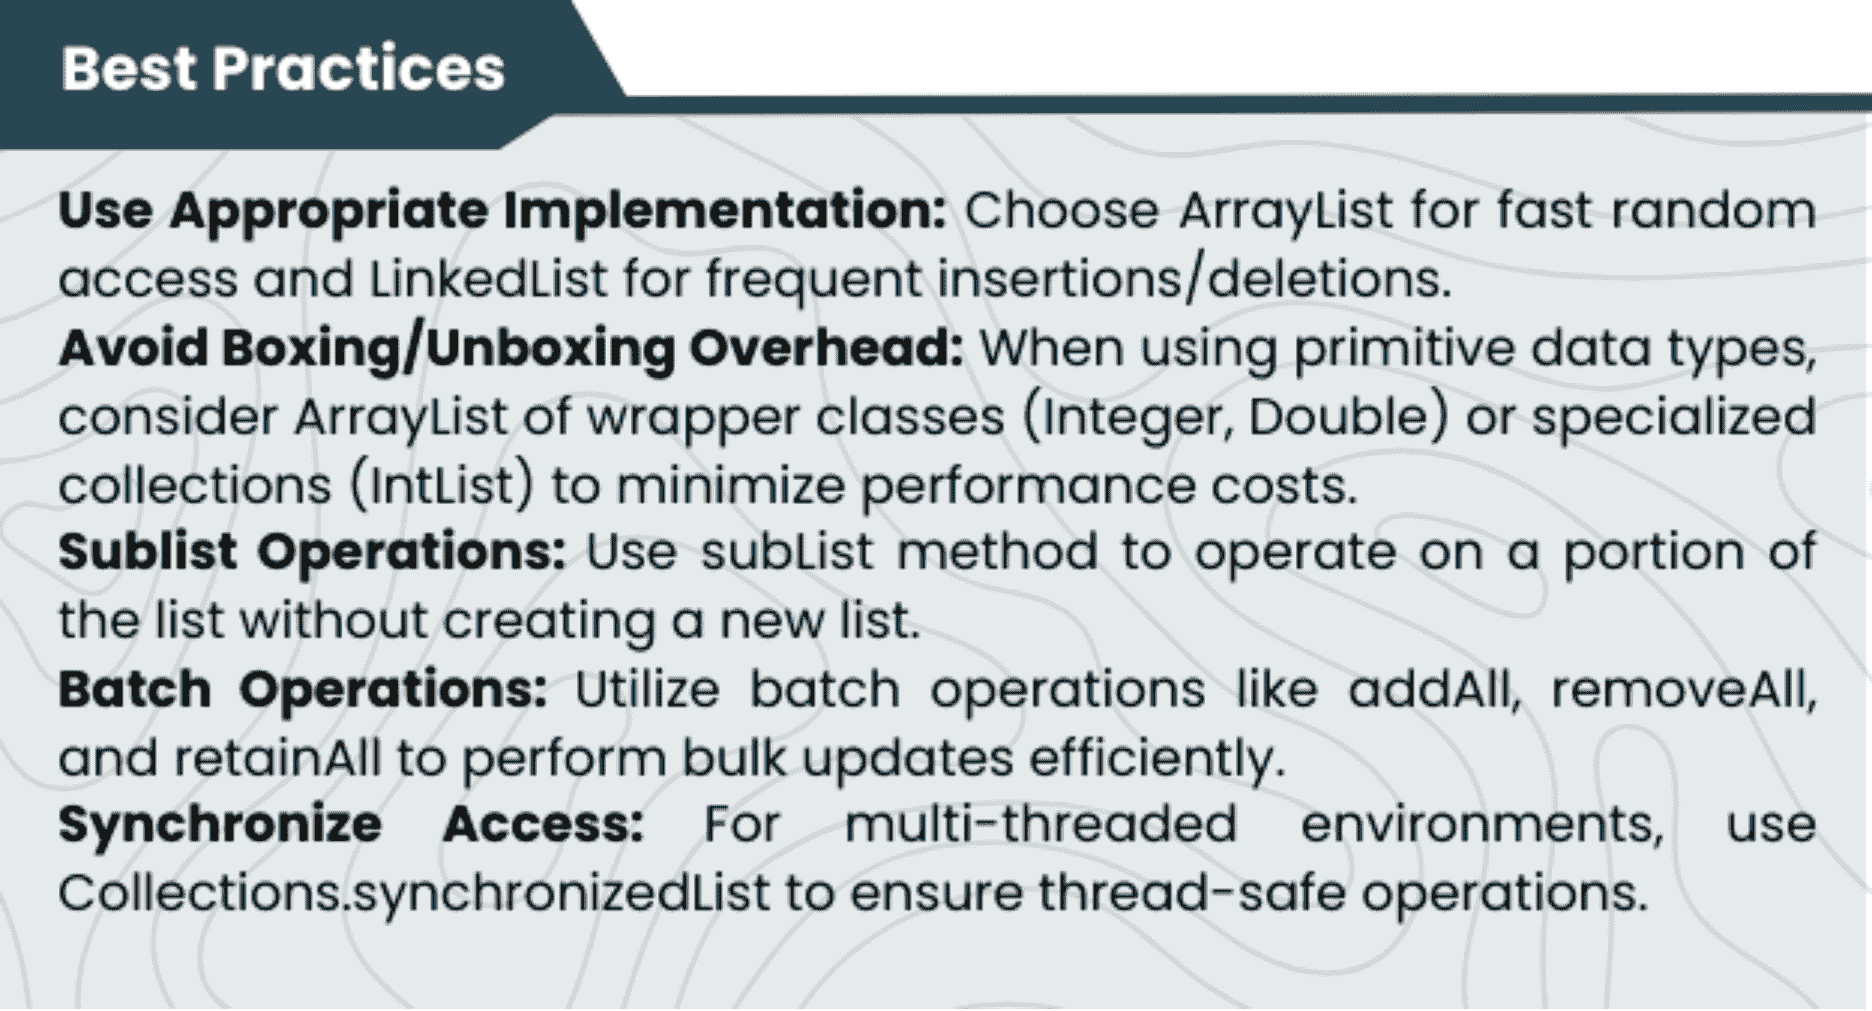 Best Practices
Use Appropriate Implementation: Choose ArrayList for fast random
access and LinkedList for frequent insertions/deletions.
Avoid Boxing/Unboxing Overhead: When using primitive data types,
consider ArrayList of wrapper classes (Integer, Double) or specialized
collections (IntList) to minimize performance costs.
Sublist Operations: Use subList method to operate on a portion of
the list without creating a new list.
Batch Operations: Utilize batch operations like addAll, removeAll,
and retainAll to perform bulk updates efficiently.
Synchronize Access: For multi-threaded environments, use
Collections.synchronizedList to ensure thread-safe operations.